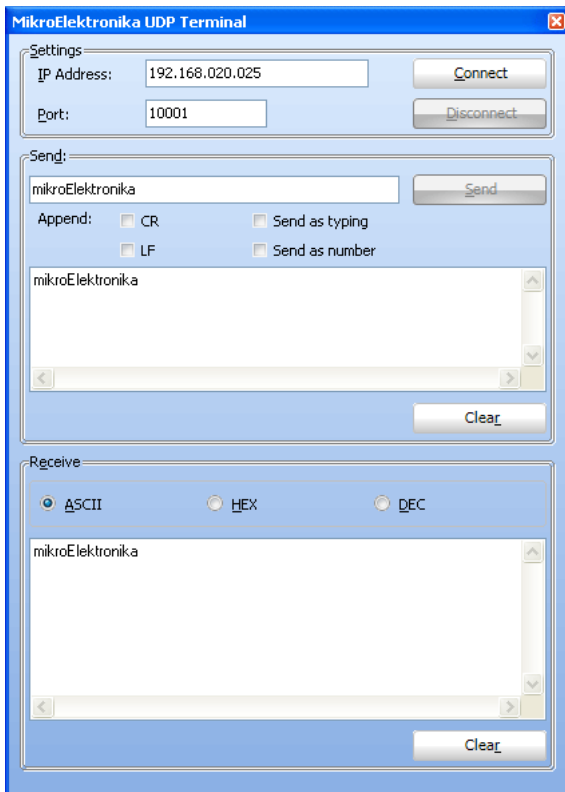 MikroElektronika UDP Terminal
Settings
IP Address: 192.168.020.025 Connect
Port: 10001 Disconnect
Send:
mikroElektronika Send
Append: CR Send as typing
LF Send as number
mikroElektronika
Clear
Receive
ASCII HEX DEC
mikroElektronika
Clear